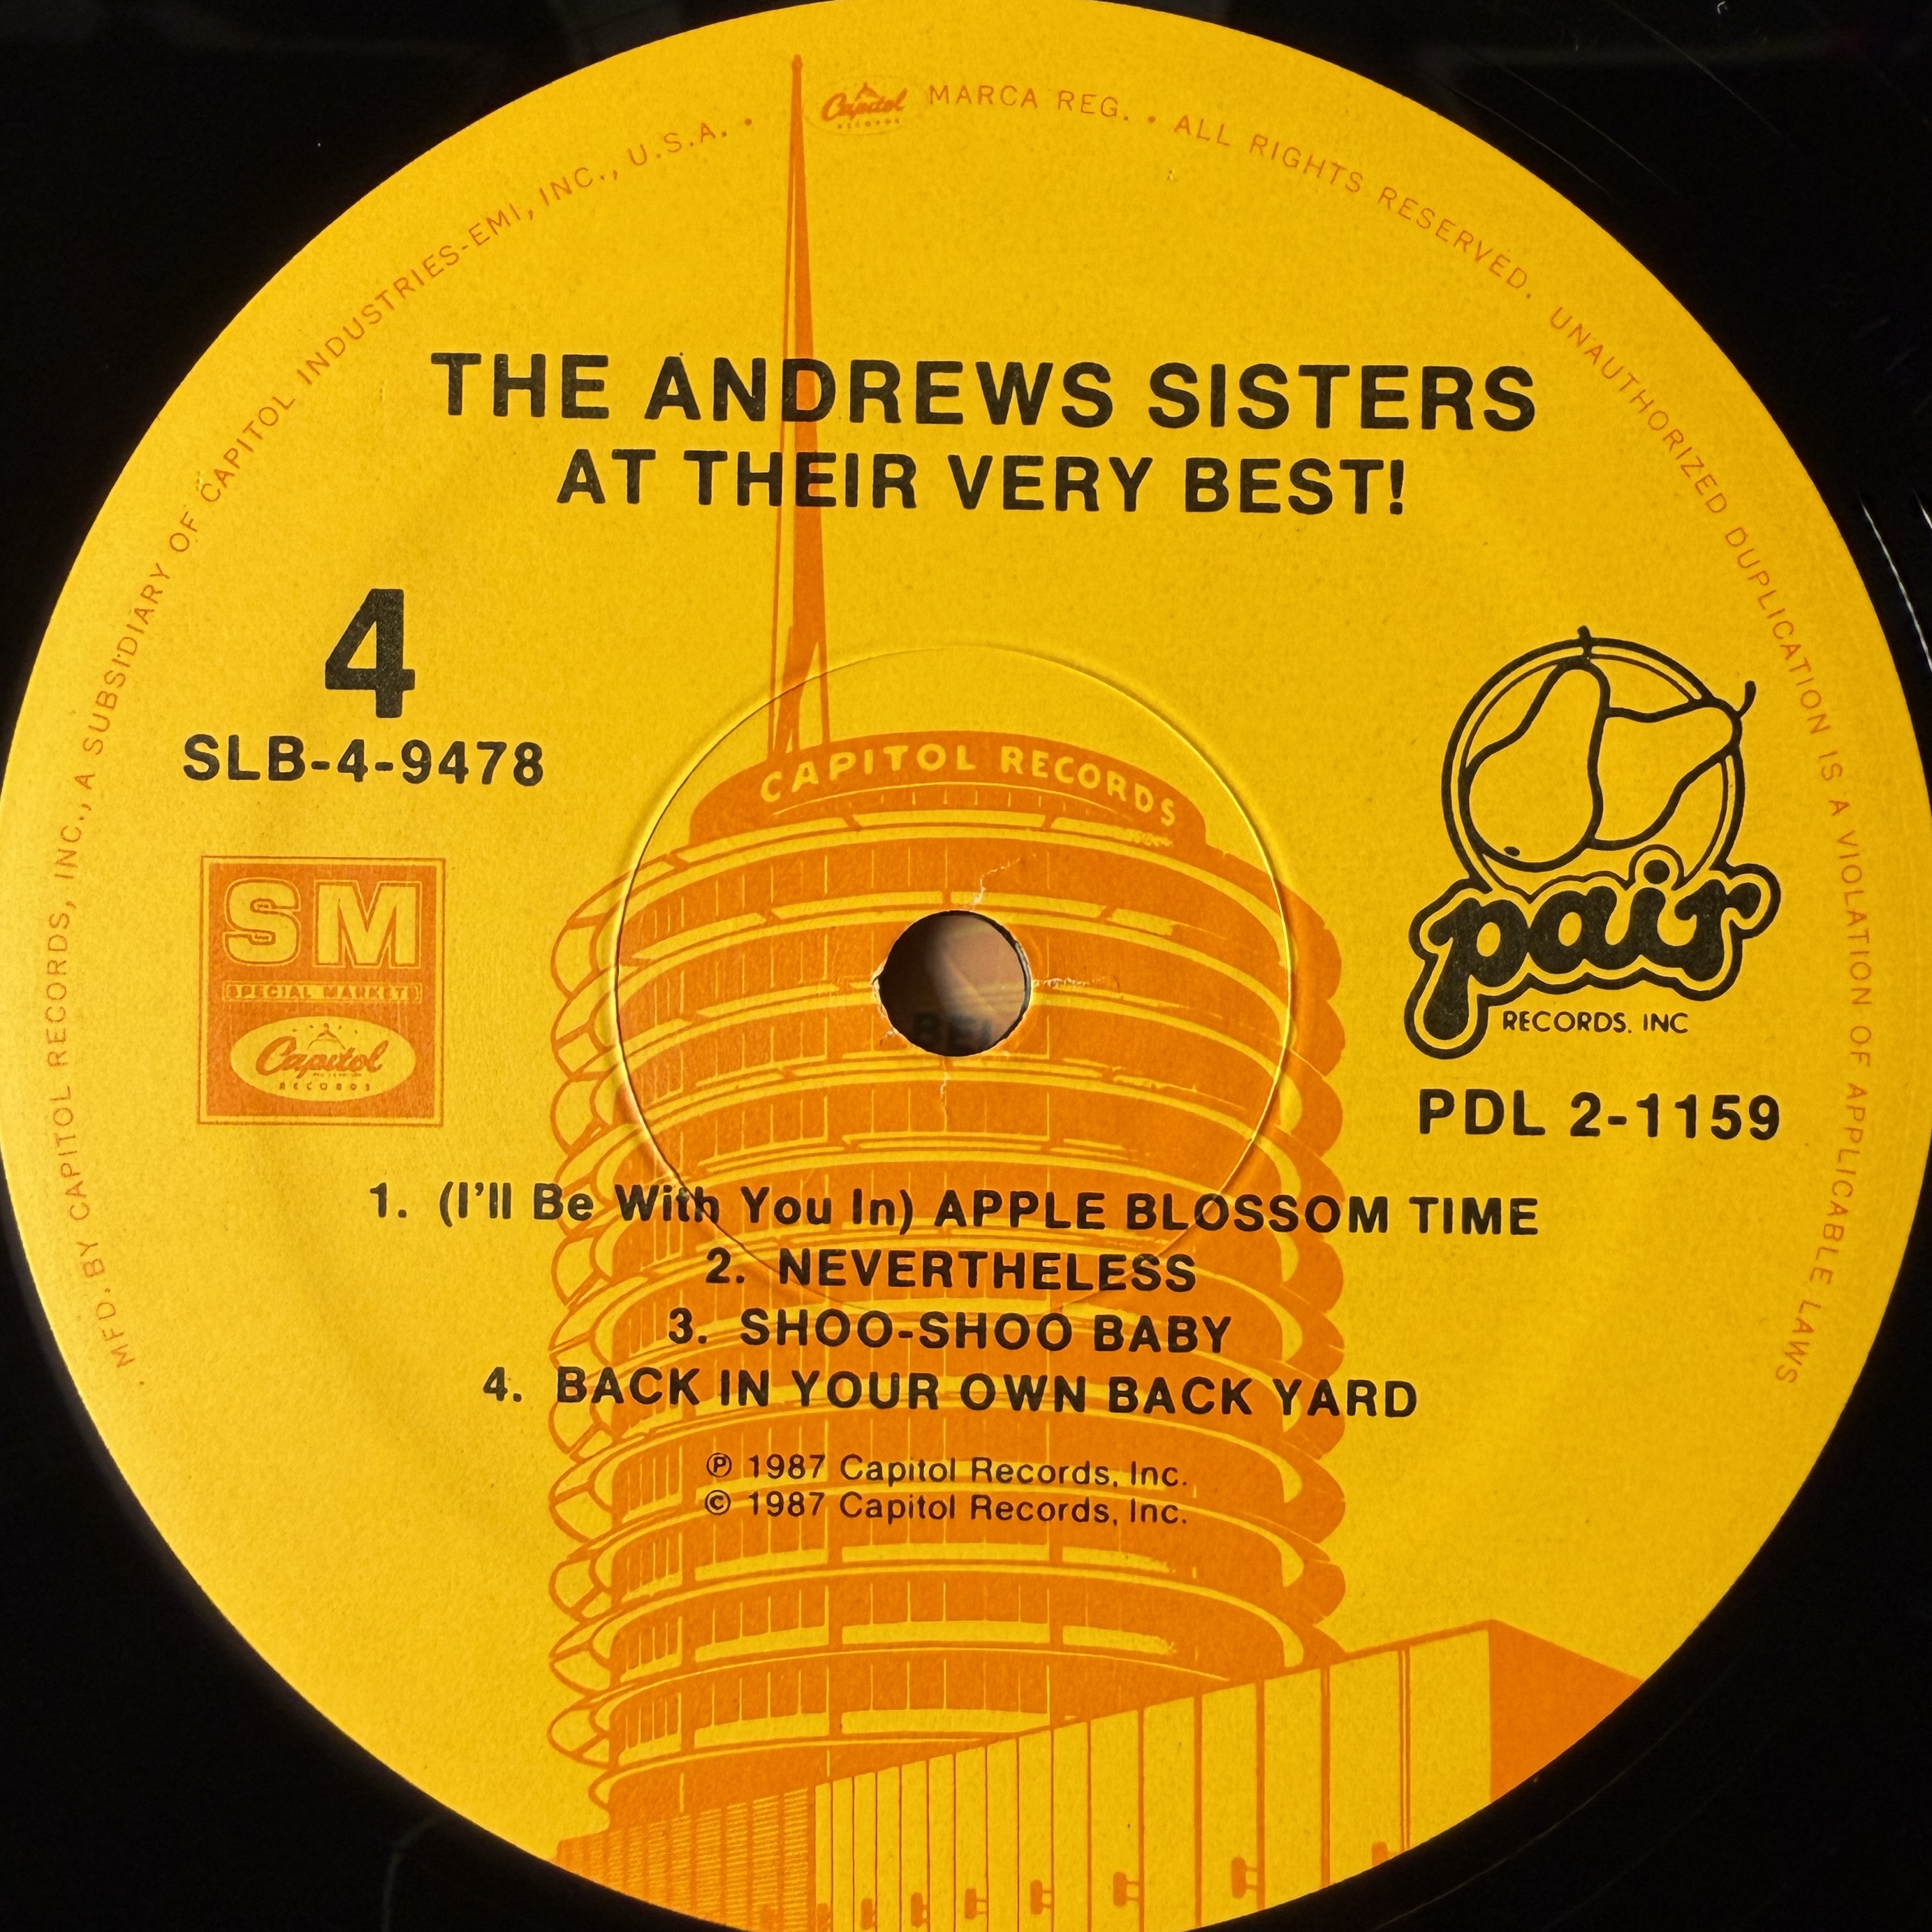 MFD. BY CAPITOL RECORDS, INC., A SUBSIDIARY OF CAPITOL INDUSTRIES-EMI, INC., U.S.A. • Capitol RECORDS MARCA REG. • ALL RIGHTS RESERVED. UNAUTHORIZED DUPLICATION IS A VIOLATION OF APPLICABLE LAWS
THE ANDREWS SISTERS
AT THEIR VERY BEST!
4
SLB-4-9478
CAPITOL RECORDS
SM
SPECIAL MARKETS
Capitol
RECORDS
pair
RECORDS, INC
PDL 2-1159
1. (I'll Be With You In) APPLE BLOSSOM TIME
2. NEVERTHELESS
3. SHOO-SHOO BABY
4. BACK IN YOUR OWN BACK YARD
℗ 1987 Capitol Records, Inc.
© 1987 Capitol Records, Inc.